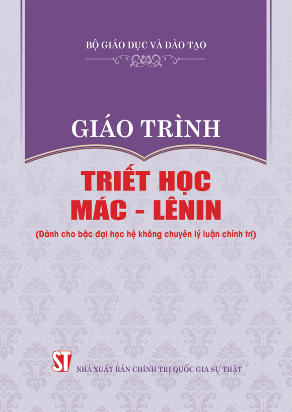 BỘ GIÁO DỤC VÀ ĐÀO TẠO
GIÁO TRÌNH
TRIẾT HỌC
MÁC - LÊNIN
(Dành cho bậc đại học hệ không chuyên lý luận chính trị)
ST
NHÀ XUẤT BẢN CHÍNH TRỊ QUỐC GIA SỰ THẬT